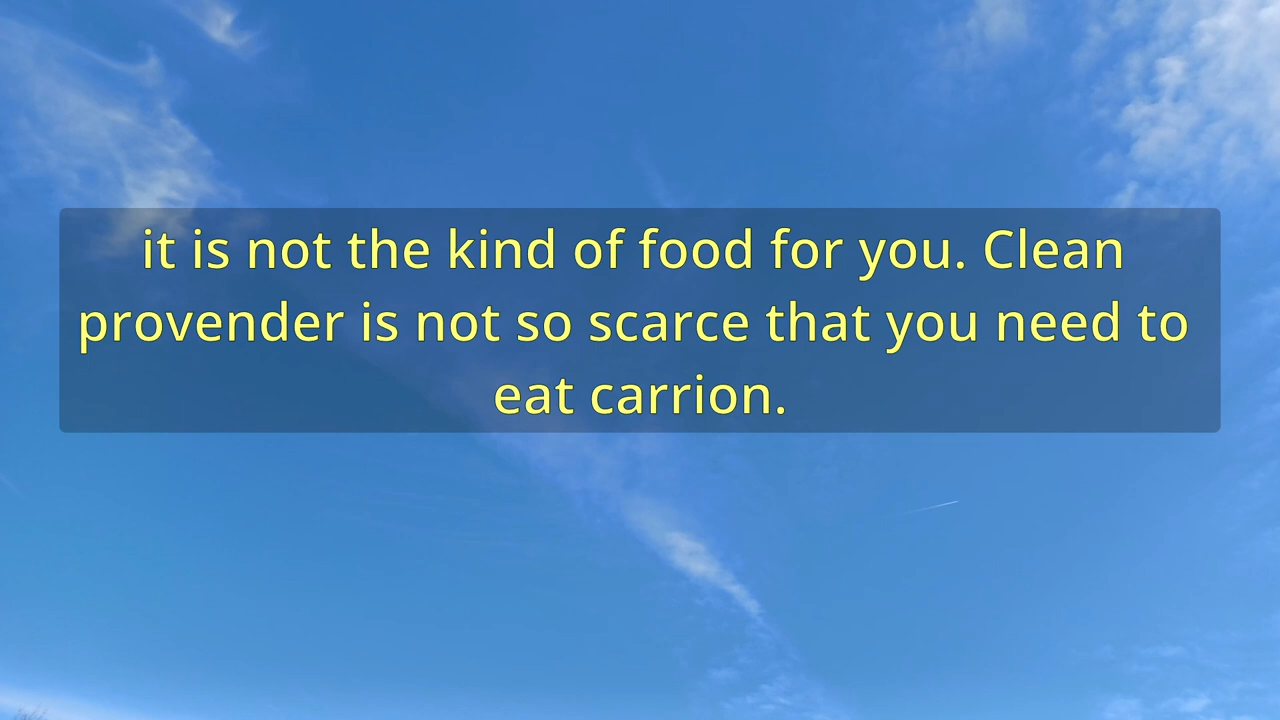 it is not the kind of food for you. Clean
provender is not so scarce that you need to
eat carrion.